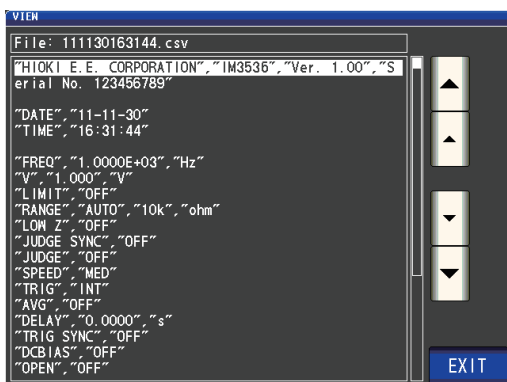 VIEW
File: 111130163144.csv
"HIOKI E.E. CORPORATION","IM3536","Ver. 1.00","S
erial No. 123456789"
"DATE","11-11-30"
"TIME","16:31:44"
"FREQ","1.0000E+03","Hz"
"V","1.000","V"
"LIMIT","OFF"
"RANGE","AUTO","10k","ohm"
"LOW Z","OFF"
"JUDGE SYNC","OFF"
"JUDGE","OFF"
"SPEED","MED"
"TRIG","INT"
"AVG","OFF"
"DELAY","0.0000","s"
"TRIG SYNC","OFF"
"DCBIAS","OFF"
"OPEN","OFF"
EXIT